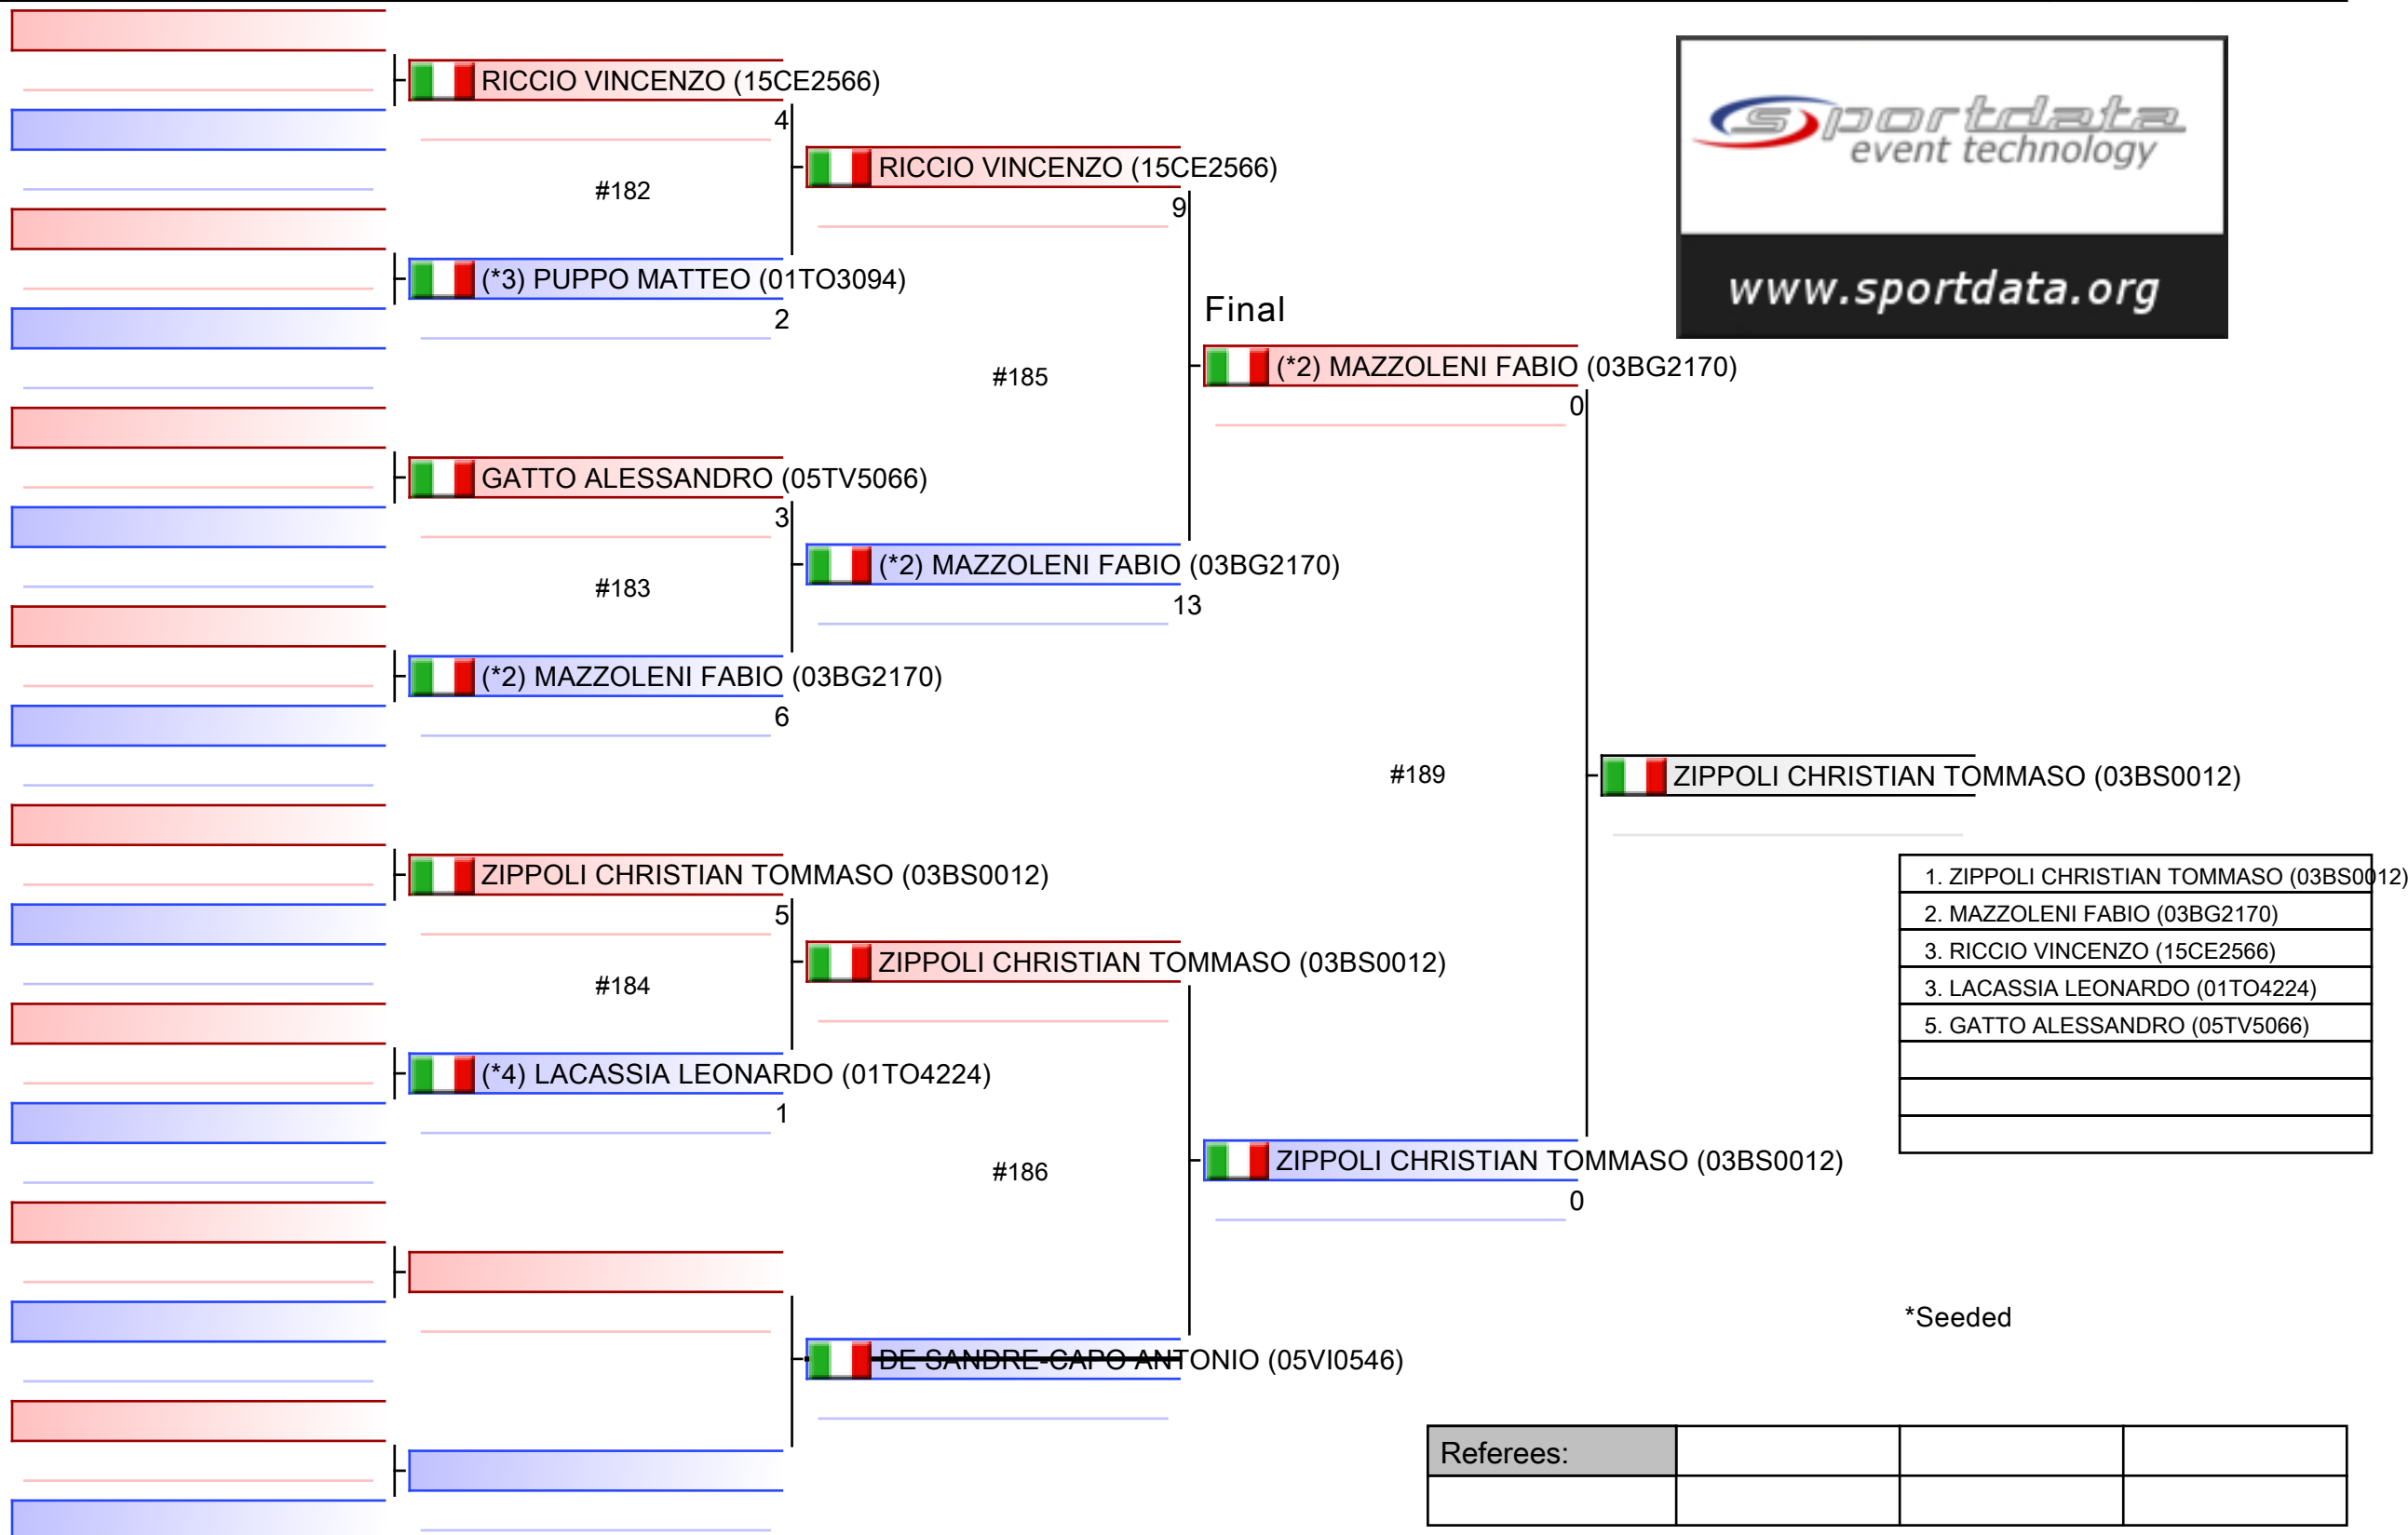 RICCIO VINCENZO (15CE2566)
4
#182
(*3) PUPPO MATTEO (01TO3094)
2
GATTO ALESSANDRO (05TV5066)
3
#183
(*2) MAZZOLENI FABIO (03BG2170)
6
ZIPPOLI CHRISTIAN TOMMASO (03BS0012)
5
#184
(*4) LACASSIA LEONARDO (01TO4224)
1
RICCIO VINCENZO (15CE2566)
9
#185
(*2) MAZZOLENI FABIO (03BG2170)
13
ZIPPOLI CHRISTIAN TOMMASO (03BS0012)
#186
DE SANDRE-CAPO ANTONIO (05VI0546)
Final
(*2) MAZZOLENI FABIO (03BG2170)
0
#189
ZIPPOLI CHRISTIAN TOMMASO (03BS0012)
0
ZIPPOLI CHRISTIAN TOMMASO (03BS0012)
sportdata
event technology
www.sportdata.org
1. ZIPPOLI CHRISTIAN TOMMASO (03BS0012)
2. MAZZOLENI FABIO (03BG2170)
3. RICCIO VINCENZO (15CE2566)
3. LACASSIA LEONARDO (01TO4224)
5. GATTO ALESSANDRO (05TV5066)
*Seeded
Referees: